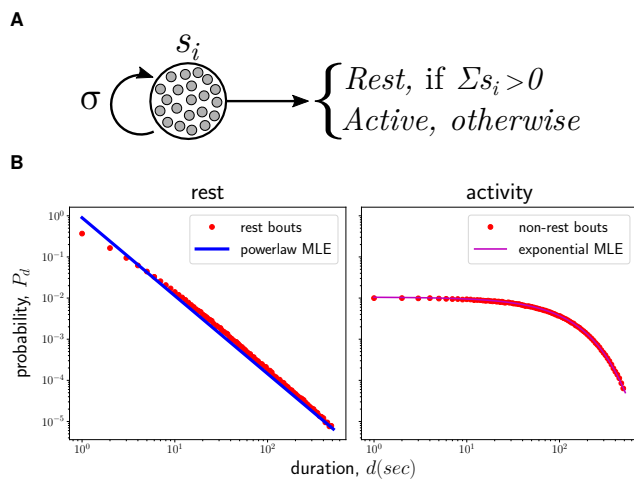 A
s_i
σ
Rest, if Σs_i>0
Active, otherwise
B
rest
activity
rest bouts
powerlaw MLE
non-rest bouts
exponential MLE
probability, P_d
10^0
10^-1
10^-2
10^-3
10^-4
10^-5
10^0 10^1 10^2
10^0 10^1 10^2
duration, d(sec)